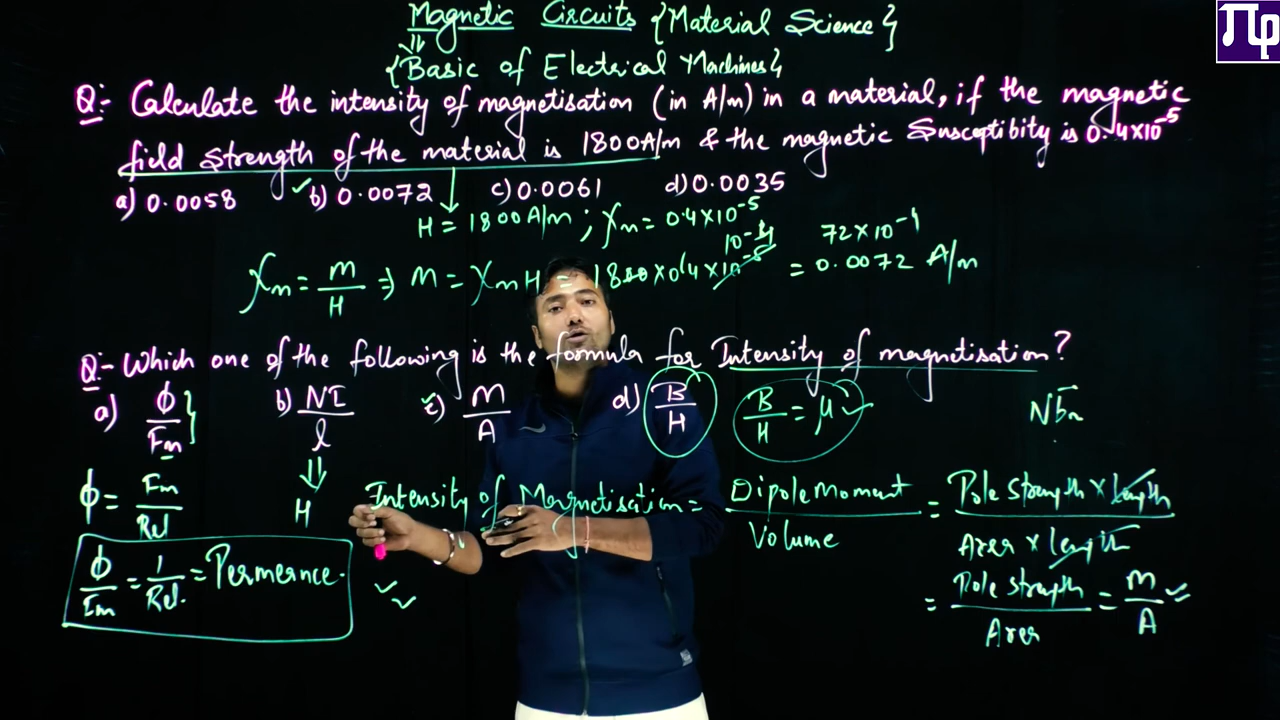 Magnetic Circuits {Material Science}
⇓
{Basic of Electrical Machines}
Πφ
Q:- Calculate the intensity of magnetisation (in A/m) in a material, if the magnetic
field strength of the material is 1800A/m & the magnetic Susceptibity is 0.4×10⁻⁵
a) 0.0058 ✓b) 0.0072 c) 0.0061 d) 0.0035
H = 1800 A/m ; χm = 0.4×10⁻⁵
χm = m/H ⇒ M = χm H = 1800×0.4×10⁻⁵ = 0.0072 A/m
72×10⁻⁴
Q:- Which one of the following is the formula for Intensity of magnetisation?
a) Φ/Fm} b) NI/l ✓c) m/A d) B/H B/H = μ ✓
⇓
H
Φ = Fm/Rel
Φ/Fm = 1/Rel. = Permeance.
Intensity of Magnetisation = Dipole Moment/Volume = Pole Strength × Length/Area × length
= Pole strength/Area = m/A ✓